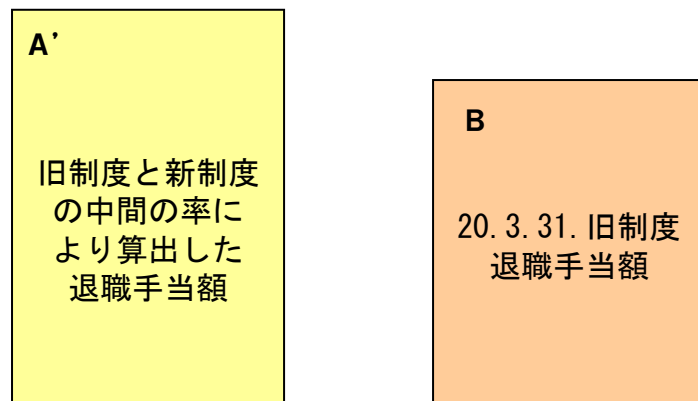 A’
旧制度と新制度
の中間の率に
より算出した
退職手当額
B
20.3.31.旧制度
退職手当額